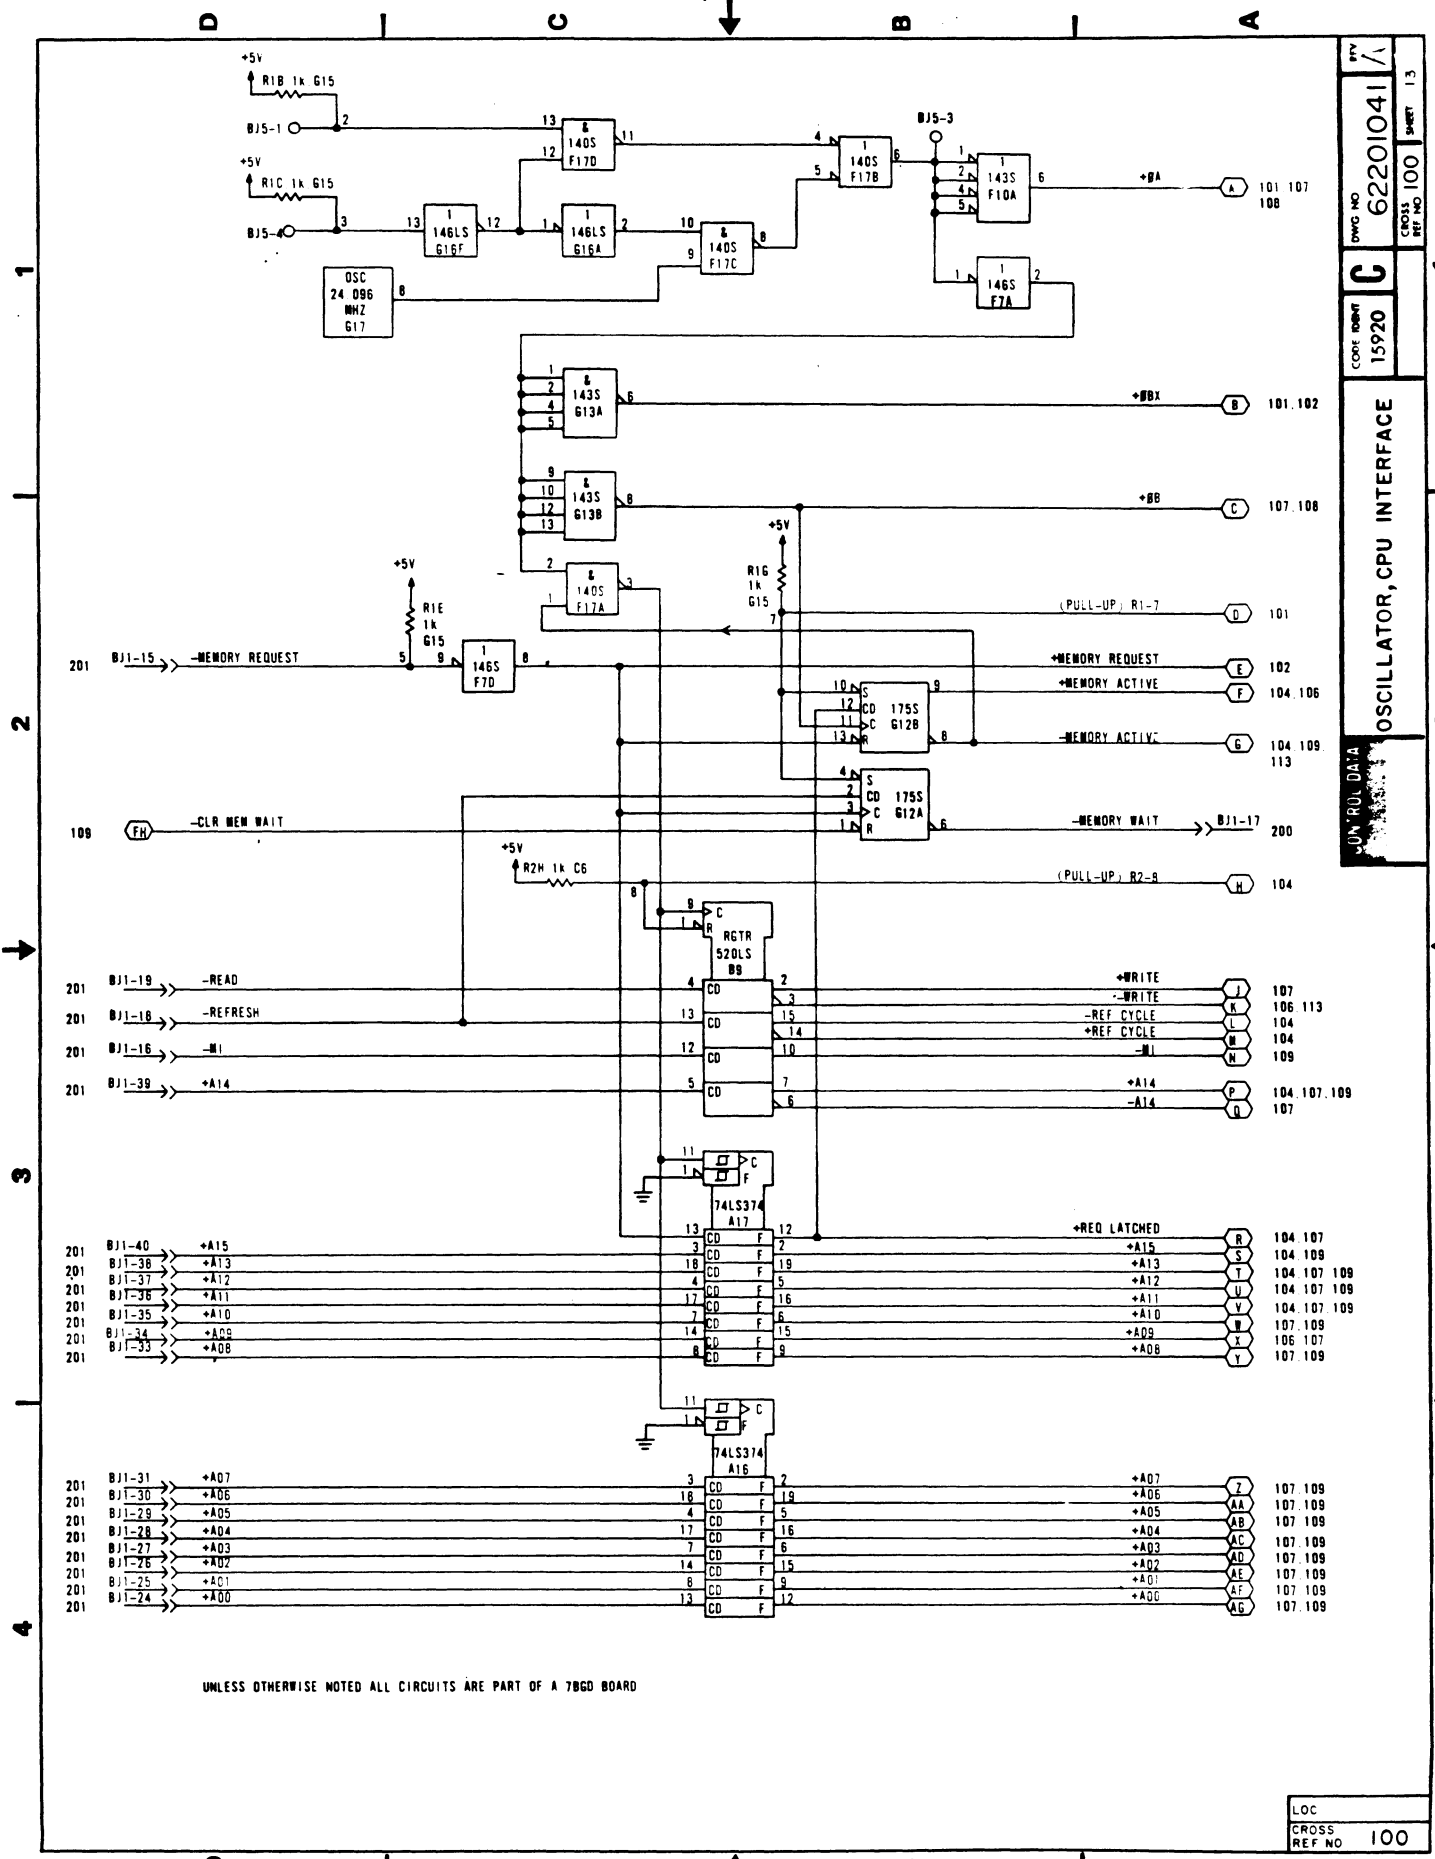 D C B A
+5V
R1B 1k G15
BJ5-1 2
13 & 11
140S
12 F17D
+5V
R1C 1k G15
BJ5-4 3
13 1 12
146LS
G16F
1 1 2
146LS
G16A
10 & 8
140S
9 F17C
OSC 8
24 096
MHZ
G17
4 1 6
140S
5 F17B
BJ5-3
1 1
2 143S 6
4 F10A
5
+ØA A 101 107
108
1 1 2
146S
F7A
1
1 &
2 143S 6
4 G13A
5
+ØBX B 101,102
9 &
10 143S 8
12 G13B
13
+ØB C 107,108
2 & 3
140S
1 F17A
+5V
R1G
1k
G15
7
(PULL-UP) R1-7 D 101
+5V
R1E
1k
G15
201 BJ1-15 -MEMORY REQUEST 5 9 1 8
146S
F7D
+MEMORY REQUEST E 102
10 S 9 +MEMORY ACTIVE F 104,106
12 CD 175S
11 C G12B
13 R 8 -MEMORY ACTIVE G 104,109,
113
2
4 S
2 CD 175S
3 C G12A
109 FH -CLR MEM WAIT 1 R 6 -MEMORY WAIT BJ1-17
200
+5V
R2H 1k C6
8 (PULL-UP) R2-8 H 104
9 C
1 R
RGTR
520LS
B9
201 BJ1-19 -READ 4 CD 2 +WRITE J 107
3 -WRITE K 106,113
201 BJ1-18 -REFRESH 13 CD 15 -REF CYCLE L 104
14 +REF CYCLE M 104
201 BJ1-16 -M1 12 CD 10 -M1 N 109
201 BJ1-39 +A14 5 CD 7 +A14 P 104,107,109
6 -A14 Q 107
3
11 C
1 F
74LS374
A17
13 CD F 12 +REQ LATCHED R 104,107
201 BJ1-40 +A15 3 CD F 2 +A15 S 104,109
201 BJ1-38 +A13 18 CD F 19 +A13 T 104,107 109
201 BJ1-37 +A12 4 CD F 5 +A12 U 104,107 109
201 BJ1-36 +A11 17 CD F 16 +A11 V 104,107,109
201 BJ1-35 +A10 7 CD F 6 +A10 W 107,109
201 BJ1-34 +A09 14 CD F 15 +A09 X 106 107
201 BJ1-33 +A08 8 CD F 9 +A08 Y 107,109
11 C
1 F
74LS374
A16
201 BJ1-31 +A07 3 CD F 2 +A07 Z 107,109
201 BJ1-30 +A06 18 CD F 19 +A06 AA 107,109
201 BJ1-29 +A05 4 CD F 5 +A05 AB 107 109
201 BJ1-28 +A04 17 CD F 16 +A04 AC 107,109
201 BJ1-27 +A03 7 CD F 6 +A03 AD 107,109
201 BJ1-26 +A02 14 CD F 15 +A02 AE 107,109
201 BJ1-25 +A01 8 CD F 9 +A01 AF 107 109
201 BJ1-24 +A00 13 CD F 12 +A00 AG 107,109
4
UNLESS OTHERWISE NOTED ALL CIRCUITS ARE PART OF A 7BGD BOARD
CONTROL DATA
OSCILLATOR, CPU INTERFACE
CODE IDENT
15920
C
DWG NO
62201041
REV
A
CROSS
REF NO 100
SHEET 13
LOC
CROSS
REF NO 100